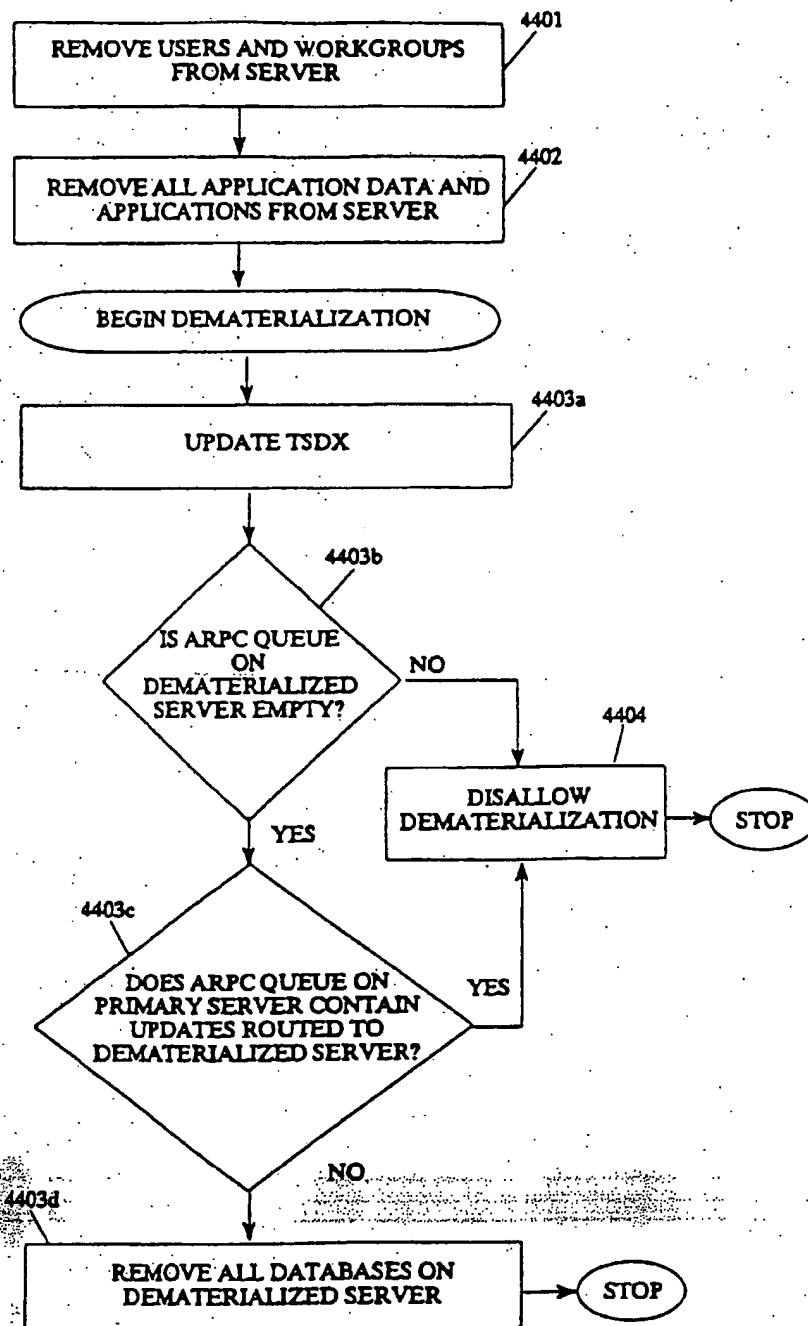 4401
REMOVE USERS AND WORKGROUPS
FROM SERVER
4402
REMOVE ALL APPLICATION DATA AND
APPLICATIONS FROM SERVER
BEGIN DEMATERIALIZATION
4403a
UPDATE TSDX
4403b
IS ARPC QUEUE
ON
DEMATERIALIZED
SERVER EMPTY?
NO
4404
DISALLOW
DEMATERIALIZATION
STOP
YES
4403c
DOES ARPC QUEUE ON
PRIMARY SERVER CONTAIN
UPDATES ROUTED TO
DEMATERIALIZED SERVER?
YES
NO
4403d
REMOVE ALL DATABASES ON
DEMATERIALIZED SERVER
STOP